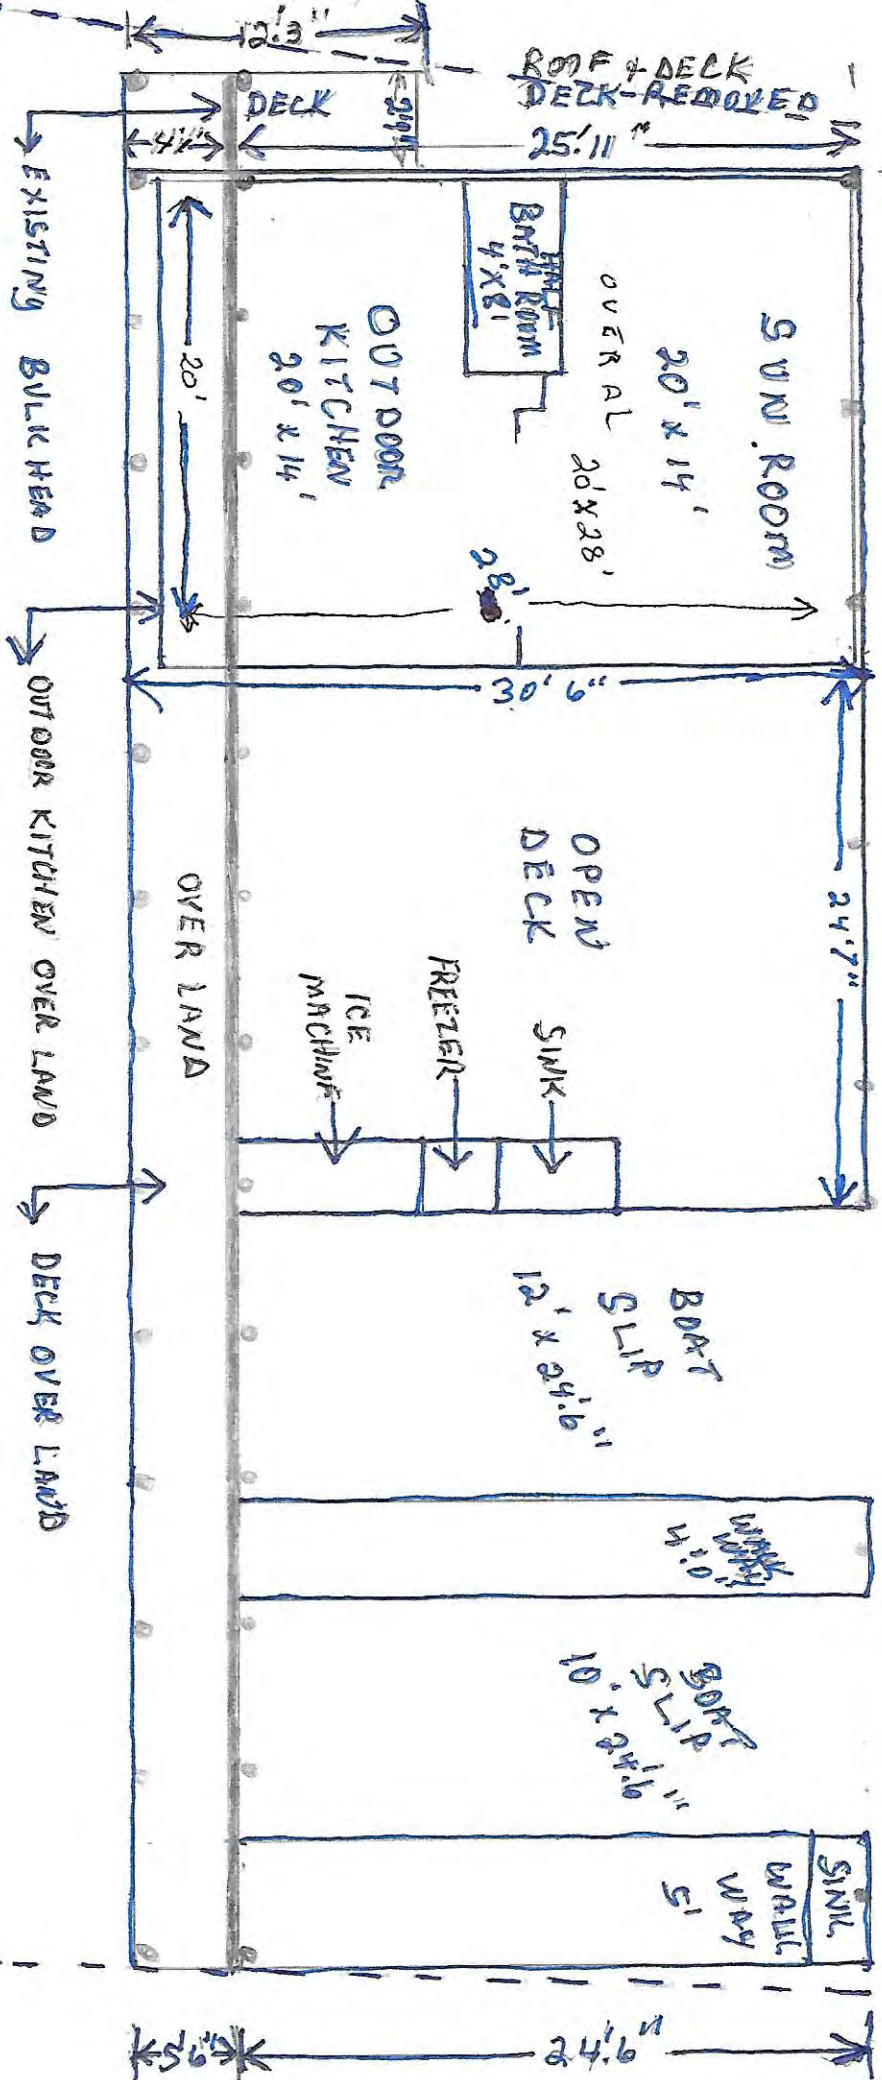 12'.3"
ROOF & DECK
DECK-REMOVED
DECK
25'.11"
EXISTING BULKHEAD
SUN ROOM
20' x 14'
OVERAL 20'x28'
HALF
BATH ROOM
4'x8'
OUTDOOR
KITCHEN
20' x 14'
20'
28'
30' 6"
24'7"
OUTDOOR KITCHEN OVER LAND
OPEN
DECK
SINK
FREEZER
ICE
MACHINE
OVER LAND
DECK OVER LAND
BOAT
SLIP
12' x 24'.6"
WALK
WAY
4'.0"
BOAT
SLIP
10' x 24'.6"
SINK
WALK
WAY
5'
5'6"
24'.6"